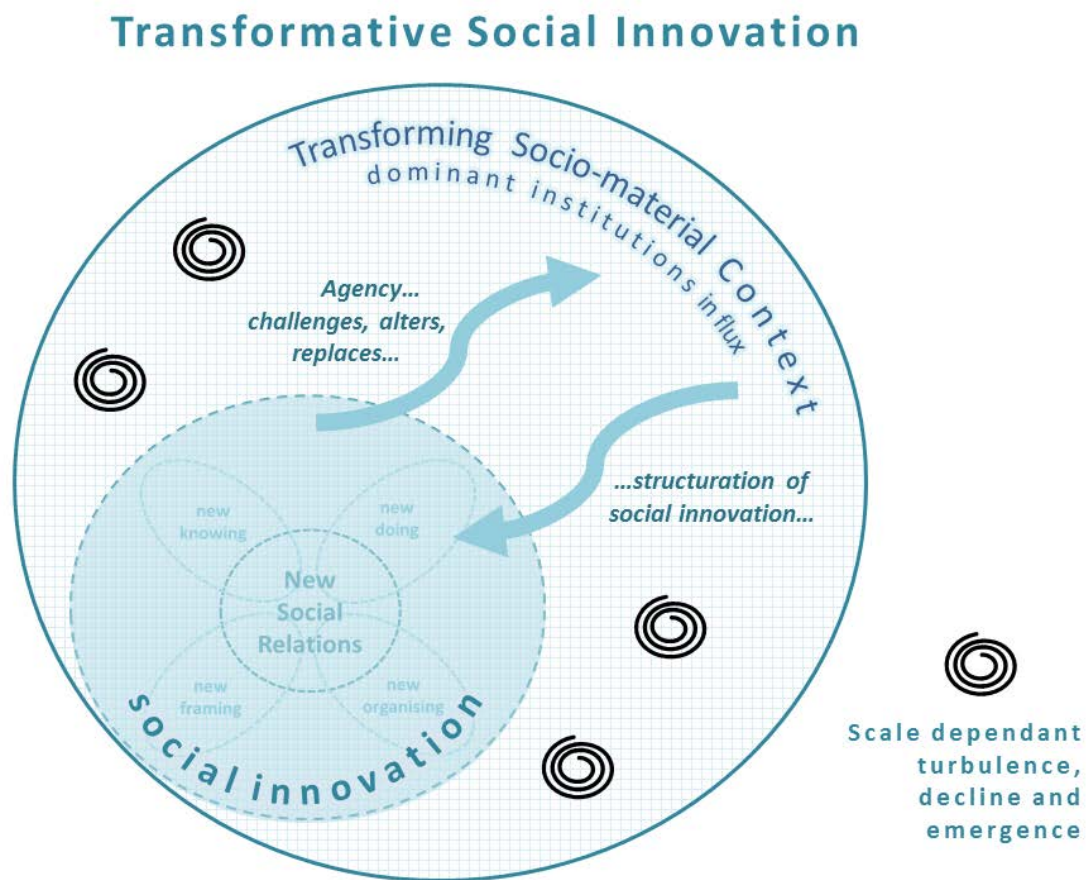 Transformative Social Innovation
Transforming Socio-material Context
dominant institutions in flux
Agency...
challenges, alters,
replaces...
...structuration of
social innovation...
new
knowing
new
doing
New
Social
Relations
new
framing
new
organising
social innovation
Scale dependant
turbulence,
decline and
emergence